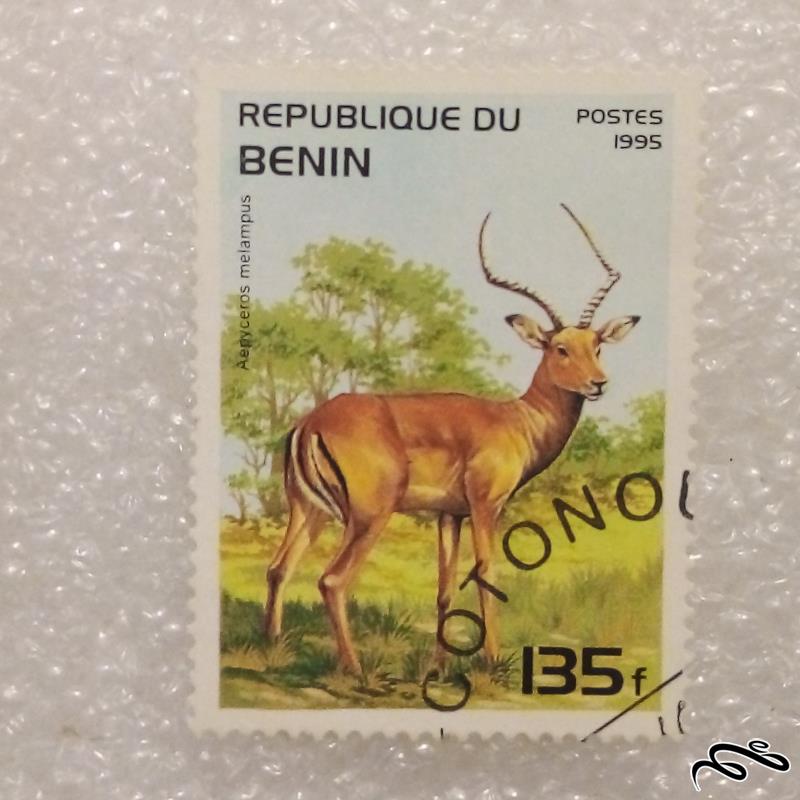 REPUBLIQUE DU
BENIN
POSTES
1995
Aepyceros melampus
COTONOU
135f